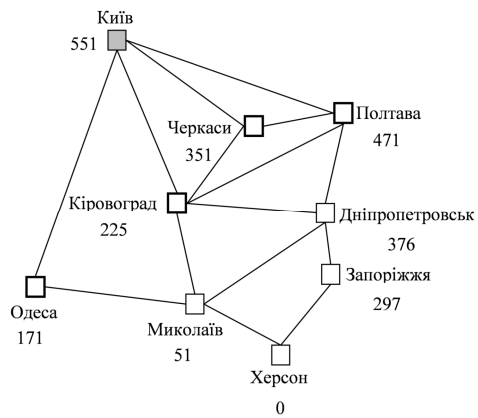 Київ
551
Полтава
471
Черкаси
351
Кіровоград
225
Дніпропетровськ
376
Запоріжжя
297
Одеса
171
Миколаїв
51
Херсон
0